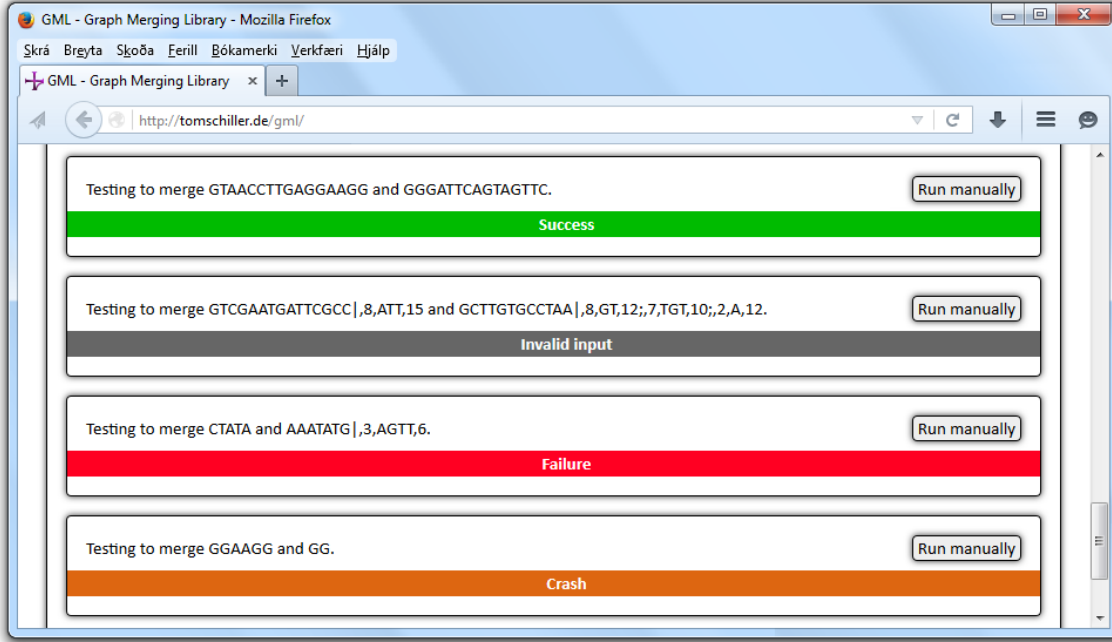 GML - Graph Merging Library - Mozilla Firefox
Skrá Breyta Skoða Ferill Bókamerki Verkfæri Hjálp
GML - Graph Merging Library × +
http://tomschiller.de/gml/
Testing to merge GTAACCTTGAGGAAGG and GGGATTCAGTAGTTC. Run manually
Success
Testing to merge GTCGAATGATTCGCC|,8,ATT,15 and GCTTGTGCCTAA|,8,GT,12;,7,TGT,10;,2,A,12. Run manually
Invalid input
Testing to merge CTATA and AAATATG|,3,AGTT,6. Run manually
Failure
Testing to merge GGAAGG and GG. Run manually
Crash